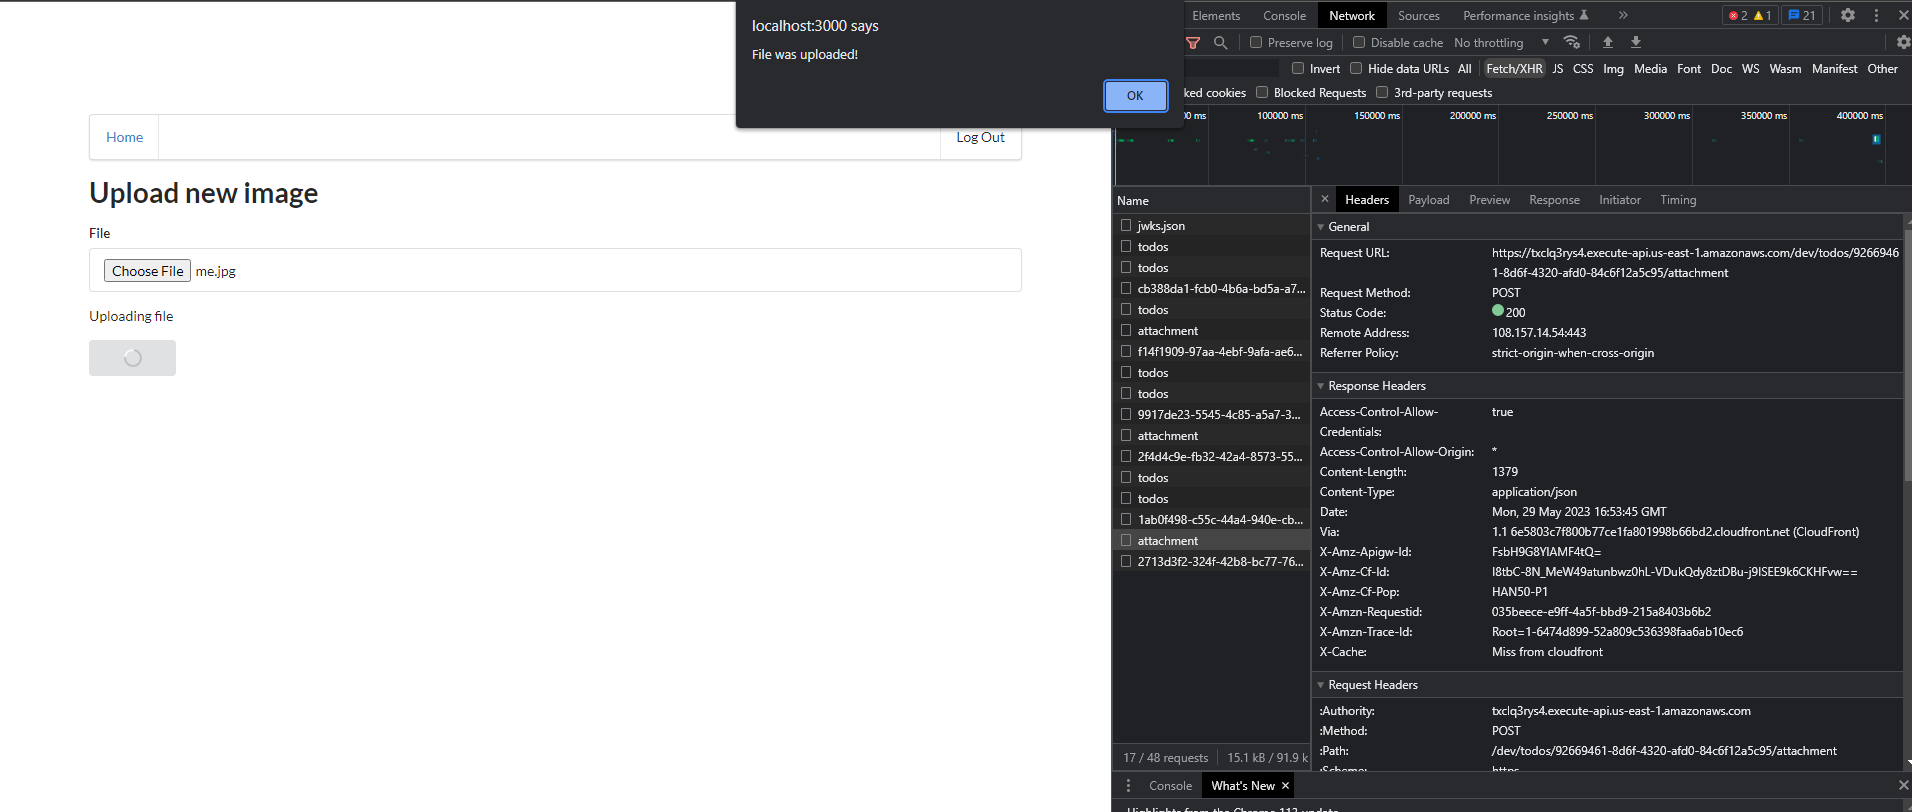 localhost:3000 says
File was uploaded!
OK
Home
Log Out
Upload new image
File
Choose File me.jpg
Uploading file
Elements Console Network Sources Performance insights » 2 1 21
Preserve log Disable cache No throttling
Invert Hide data URLs All Fetch/XHR JS CSS Img Media Font Doc WS Wasm Manifest Other
ked cookies Blocked Requests 3rd-party requests
ms 100000 ms 150000 ms 200000 ms 250000 ms 300000 ms 350000 ms 400000 ms
Name
jwks.json
todos
todos
cb388da1-fcb0-4b6a-bd5a-a7...
todos
attachment
f14f1909-97aa-4ebf-9afa-ae6...
todos
todos
9917de23-5545-4c85-a5a7-3...
attachment
2f4d4c9e-fb32-42a4-8573-55...
todos
todos
1ab0f498-c55c-44a4-940e-cb...
attachment
2713d3f2-324f-42b8-bc77-76...
17 / 48 requests 15.1 kB / 91.9 k
× Headers Payload Preview Response Initiator Timing
General
Request URL: https://txclq3rys4.execute-api.us-east-1.amazonaws.com/dev/todos/9266946
1-8d6f-4320-afd0-84c6f12a5c95/attachment
Request Method: POST
Status Code: 200
Remote Address: 108.157.14.54:443
Referrer Policy: strict-origin-when-cross-origin
Response Headers
Access-Control-Allow- true
Credentials:
Access-Control-Allow-Origin: *
Content-Length: 1379
Content-Type: application/json
Date: Mon, 29 May 2023 16:53:45 GMT
Via: 1.1 6e5803c7f800b77ce1fa801998b66bd2.cloudfront.net (CloudFront)
X-Amz-Apigw-Id: FsbH9G8YIAMF4tQ=
X-Amz-Cf-Id: I8tbC-8N_MeW49atunbwz0hL-VDukQdy8ztDBu-j9ISEE9k6CKHFvw==
X-Amz-Cf-Pop: HAN50-P1
X-Amzn-Requestid: 035beece-e9ff-4a5f-bbd9-215a8403b6b2
X-Amzn-Trace-Id: Root=1-6474d899-52a809c536398faa6ab10ec6
X-Cache: Miss from cloudfront
Request Headers
:Authority: txclq3rys4.execute-api.us-east-1.amazonaws.com
:Method: POST
:Path: /dev/todos/92669461-8d6f-4320-afd0-84c6f12a5c95/attachment
:Scheme: https
Console What's New ×
Highlights from the Chrome 113 update